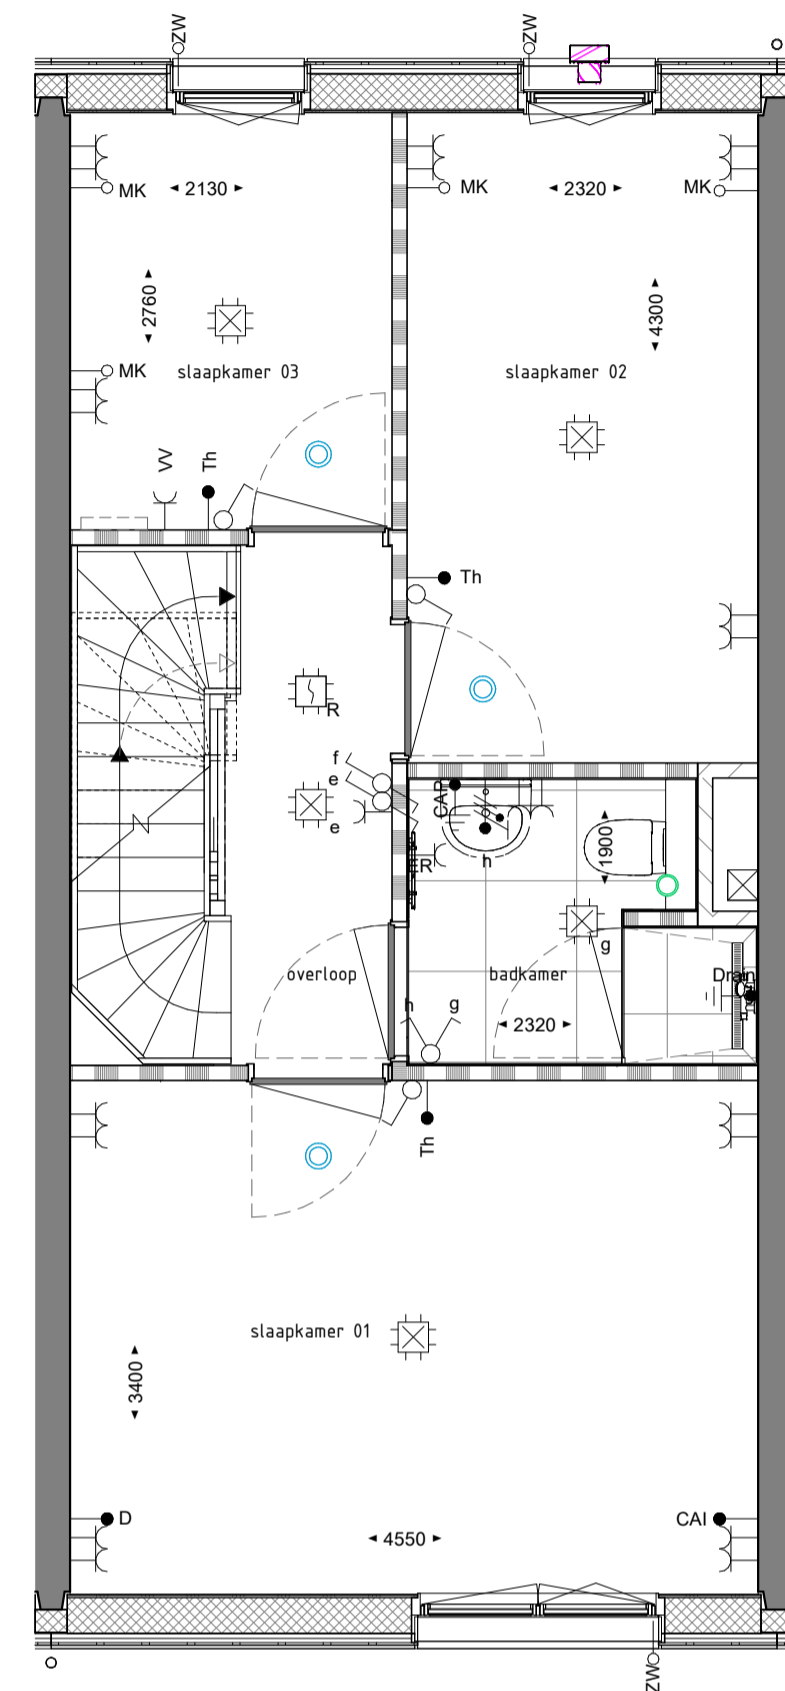 ZW
ZW
MK
2130
MK
2320
MK
2760
4300
MK
slaapkamer 03
slaapkamer 02
VV
Th
Th
R
f
e
e
CAP
h
1900
ER
g
overloop
badkamer
Drain
h
g
2320
Th
slaapkamer 01
3400
D
CAI
4550
ZW